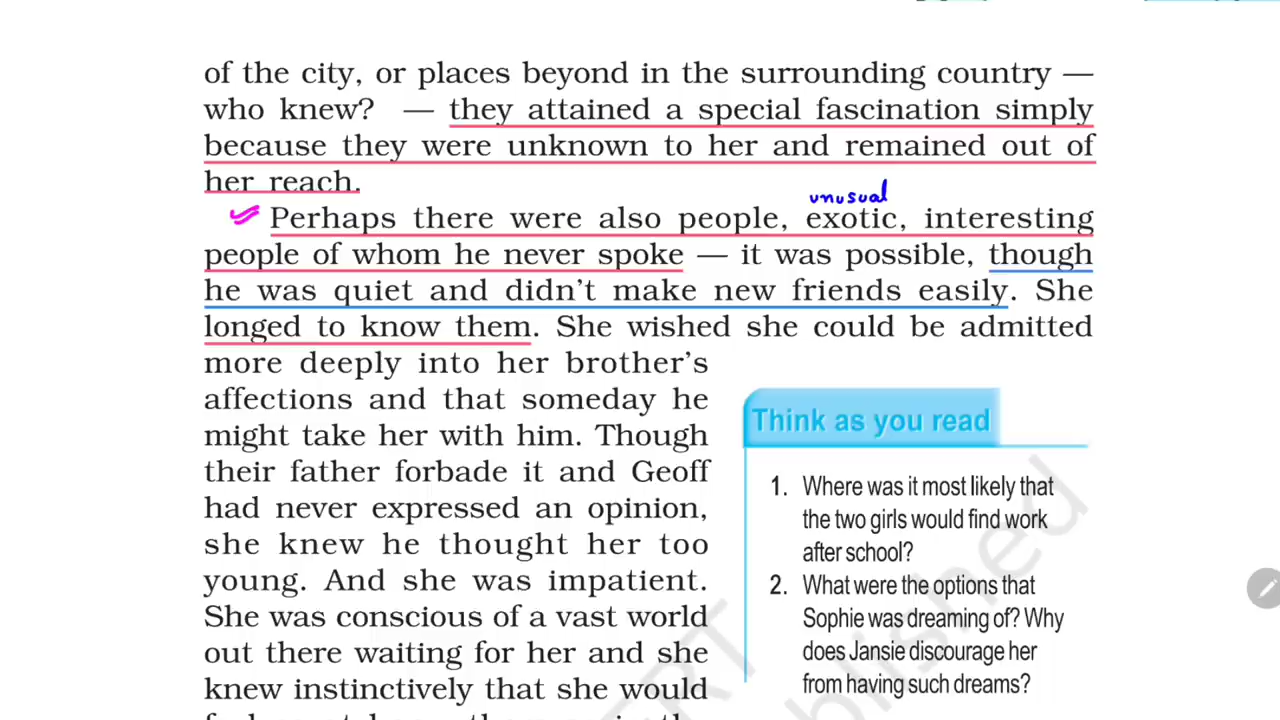 of the city, or places beyond in the surrounding country —
who knew? — they attained a special fascination simply
because they were unknown to her and remained out of
her reach.
unusual
Perhaps there were also people, exotic, interesting
people of whom he never spoke — it was possible, though
he was quiet and didn't make new friends easily. She
longed to know them. She wished she could be admitted
more deeply into her brother's
affections and that someday he
might take her with him. Though
their father forbade it and Geoff
had never expressed an opinion,
she knew he thought her too
young. And she was impatient.
She was conscious of a vast world
out there waiting for her and she
knew instinctively that she would
Think as you read
1. Where was it most likely that
the two girls would find work
after school?
2. What were the options that
Sophie was dreaming of? Why
does Jansie discourage her
from having such dreams?